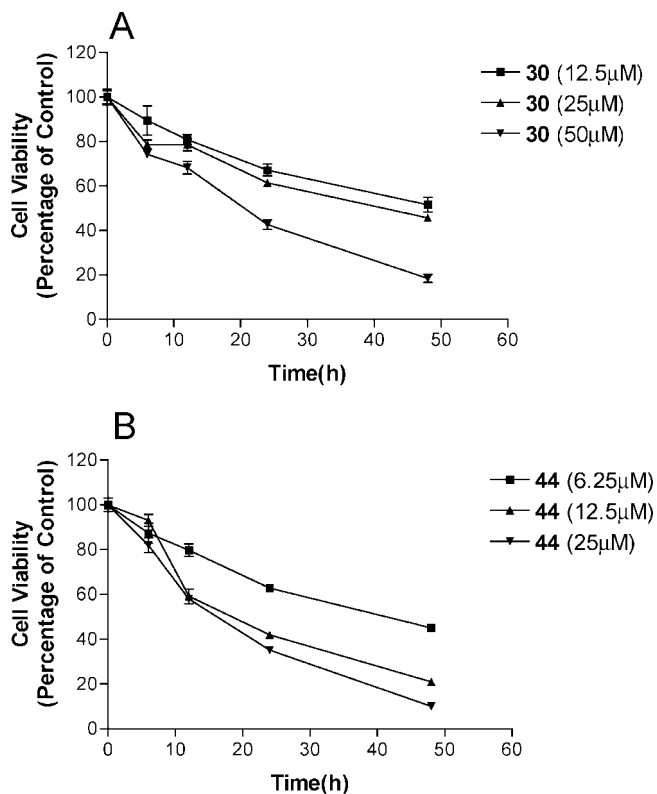 A
120
100
80
60
40
20
0
Cell Viability
(Percentage of Control)
0 10 20 30 40 50 60
Time(h)
30 (12.5μM)
30 (25μM)
30 (50μM)
B
120
100
80
60
40
20
0
Cell Viability
(Percentage of Control)
0 10 20 30 40 50 60
Time(h)
44 (6.25μM)
44 (12.5μM)
44 (25μM)